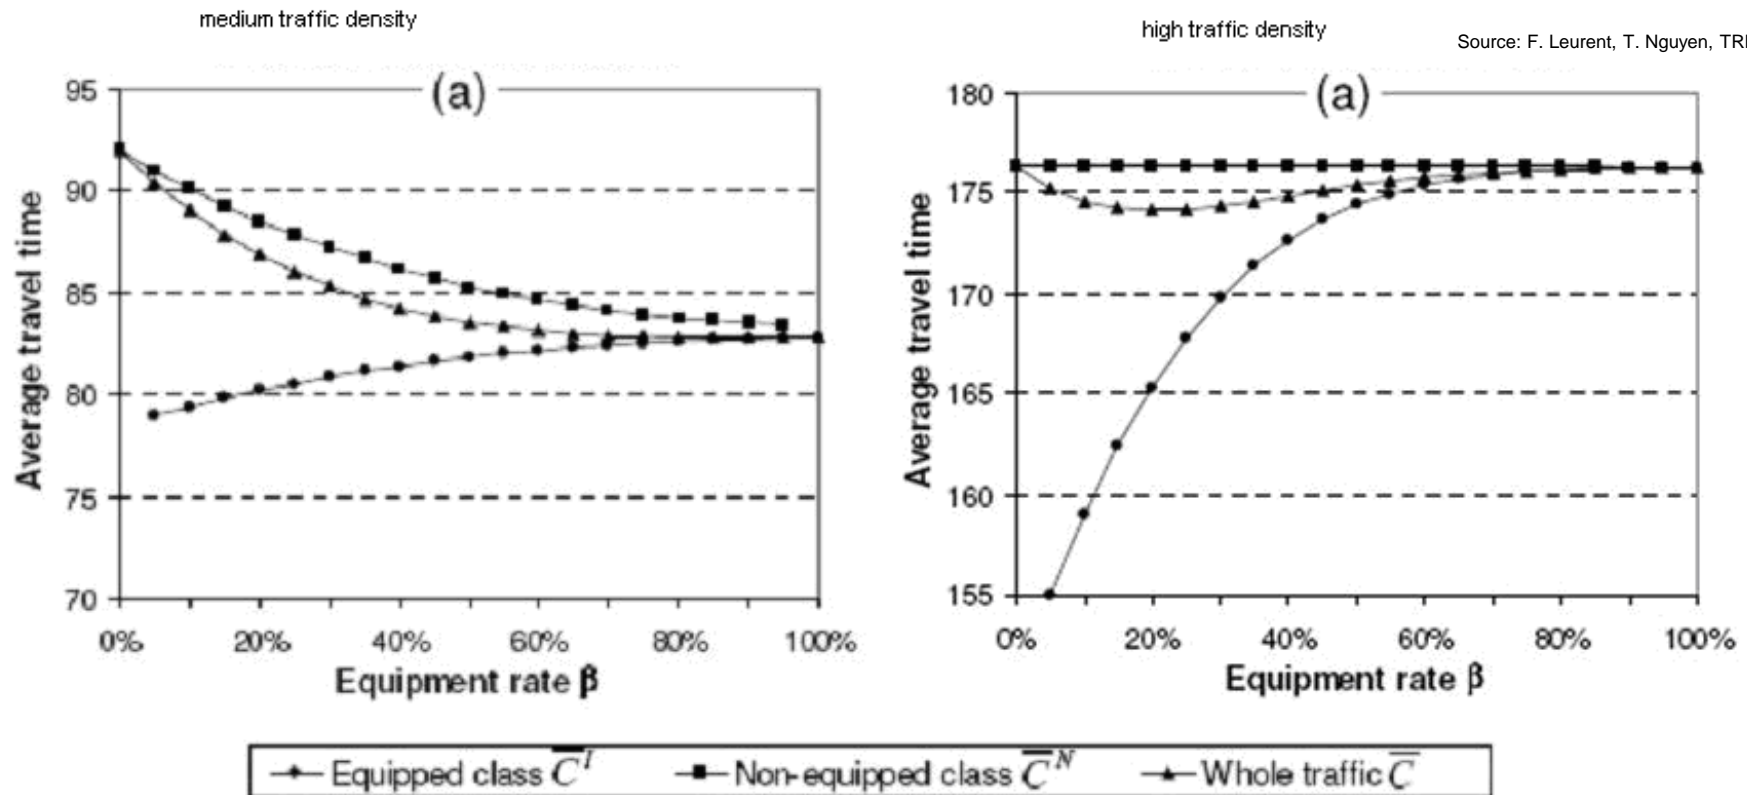 medium traffic density
high traffic density
Source: F. Leurent, T. Nguyen, TRI
(a)
95
90
85
80
75
70
Average travel time
0% 20% 40% 60% 80% 100%
Equipment rate β
(a)
180
175
170
165
160
155
Average travel time
0% 20% 40% 60% 80% 100%
Equipment rate β
Equipped class C̅ᴵ Non-equipped class C̅ᴺ Whole traffic C̅